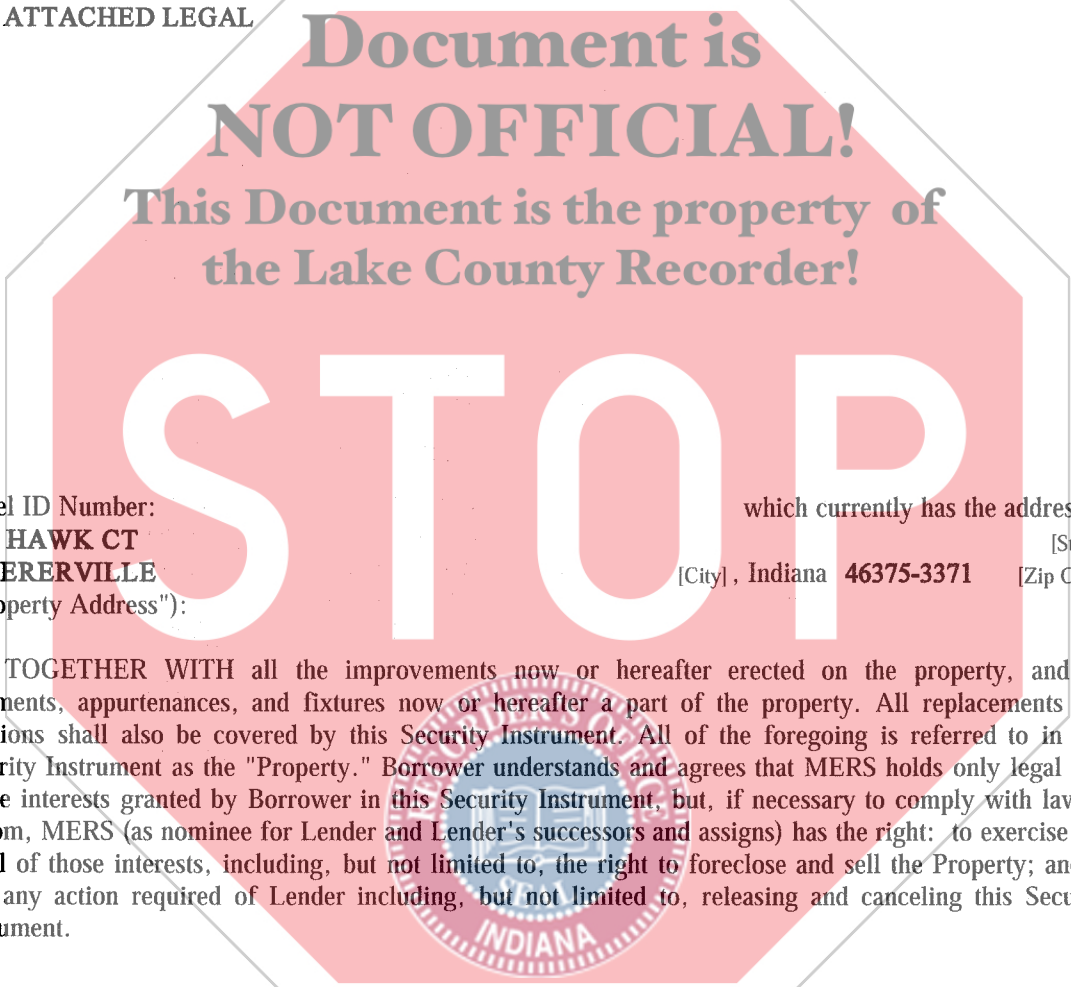 ATTACHED LEGAL
Document is
NOT OFFICIAL!
This Document is the property of
the Lake County Recorder!
STOP
el ID Number: which currently has the addres
HAWK CT [S
ERERVILLE [City] , Indiana 46375-3371 [Zip C
operty Address"):
TOGETHER WITH all the improvements now or hereafter erected on the property, and
ments, appurtenances, and fixtures now or hereafter a part of the property. All replacements
ions shall also be covered by this Security Instrument. All of the foregoing is referred to in
rity Instrument as the "Property." Borrower understands and agrees that MERS holds only legal
e interests granted by Borrower in this Security Instrument, but, if necessary to comply with law
om, MERS (as nominee for Lender and Lender's successors and assigns) has the right: to exercise
l of those interests, including, but not limited to, the right to foreclose and sell the Property; an
any action required of Lender including, but not limited to, releasing and canceling this Secu
ument.
RECORDER'S OFFICE
SEAL
INDIANA